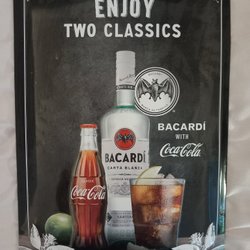 ENJOY
TWO CLASSICS
BACARDÍ
WITH
Coca-Cola
BACARDÍ
CARTA BLANCA
Coca-Cola